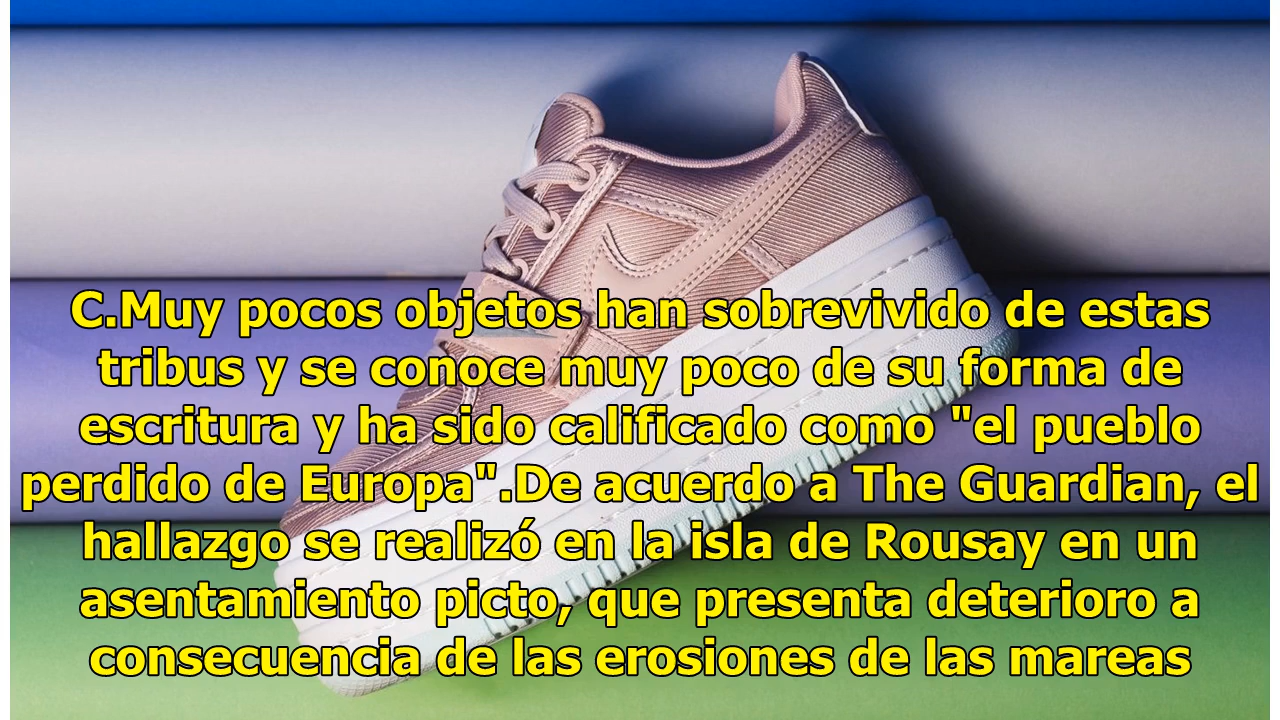 C.Muy pocos objetos han sobrevivido de estas
tribus y se conoce muy poco de su forma de
escritura y ha sido calificado como "el pueblo
perdido de Europa".De acuerdo a The Guardian, el
hallazgo se realizó en la isla de Rousay en un
asentamiento picto, que presenta deterioro a
consecuencia de las erosiones de las mareas